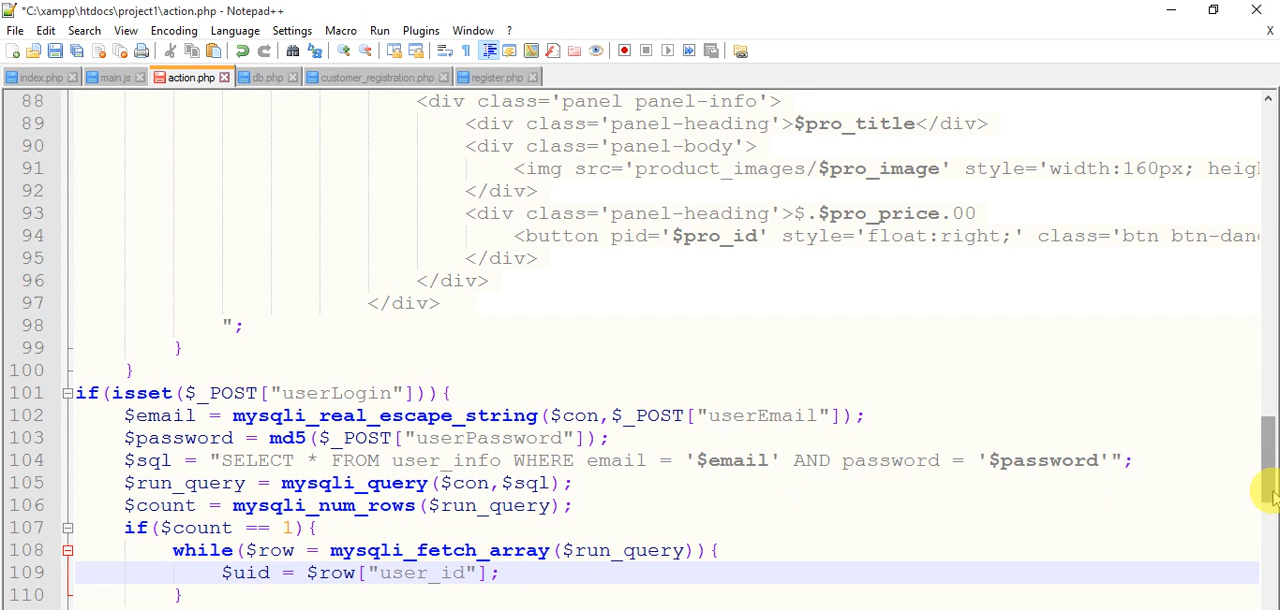 *C:\xampp\htdocs\project1\action.php - Notepad++
File Edit Search View Encoding Language Settings Macro Run Plugins Window ? X
index.php main.js action.php db.php customer_registration.php register.php
88 <div class='panel panel-info'>
89 <div class='panel-heading'>$pro_title</div>
90 <div class='panel-body'>
91 <img src='product_images/$pro_image' style='width:160px; heig
92 </div>
93 <div class='panel-heading'>$.$pro_price.00
94 <button pid='$pro_id' style='float:right;' class='btn btn-dan
95 </div>
96 </div>
97 </div>
98 ";
99 }
100 }
101 if(isset($_POST["userLogin"])){
102 $email = mysqli_real_escape_string($con,$_POST["userEmail"]);
103 $password = md5($_POST["userPassword"]);
104 $sql = "SELECT * FROM user_info WHERE email = '$email' AND password = '$password'";
105 $run_query = mysqli_query($con,$sql);
106 $count = mysqli_num_rows($run_query);
107 if($count == 1){
108 while($row = mysqli_fetch_array($run_query)){
109 $uid = $row["user_id"];
110 }